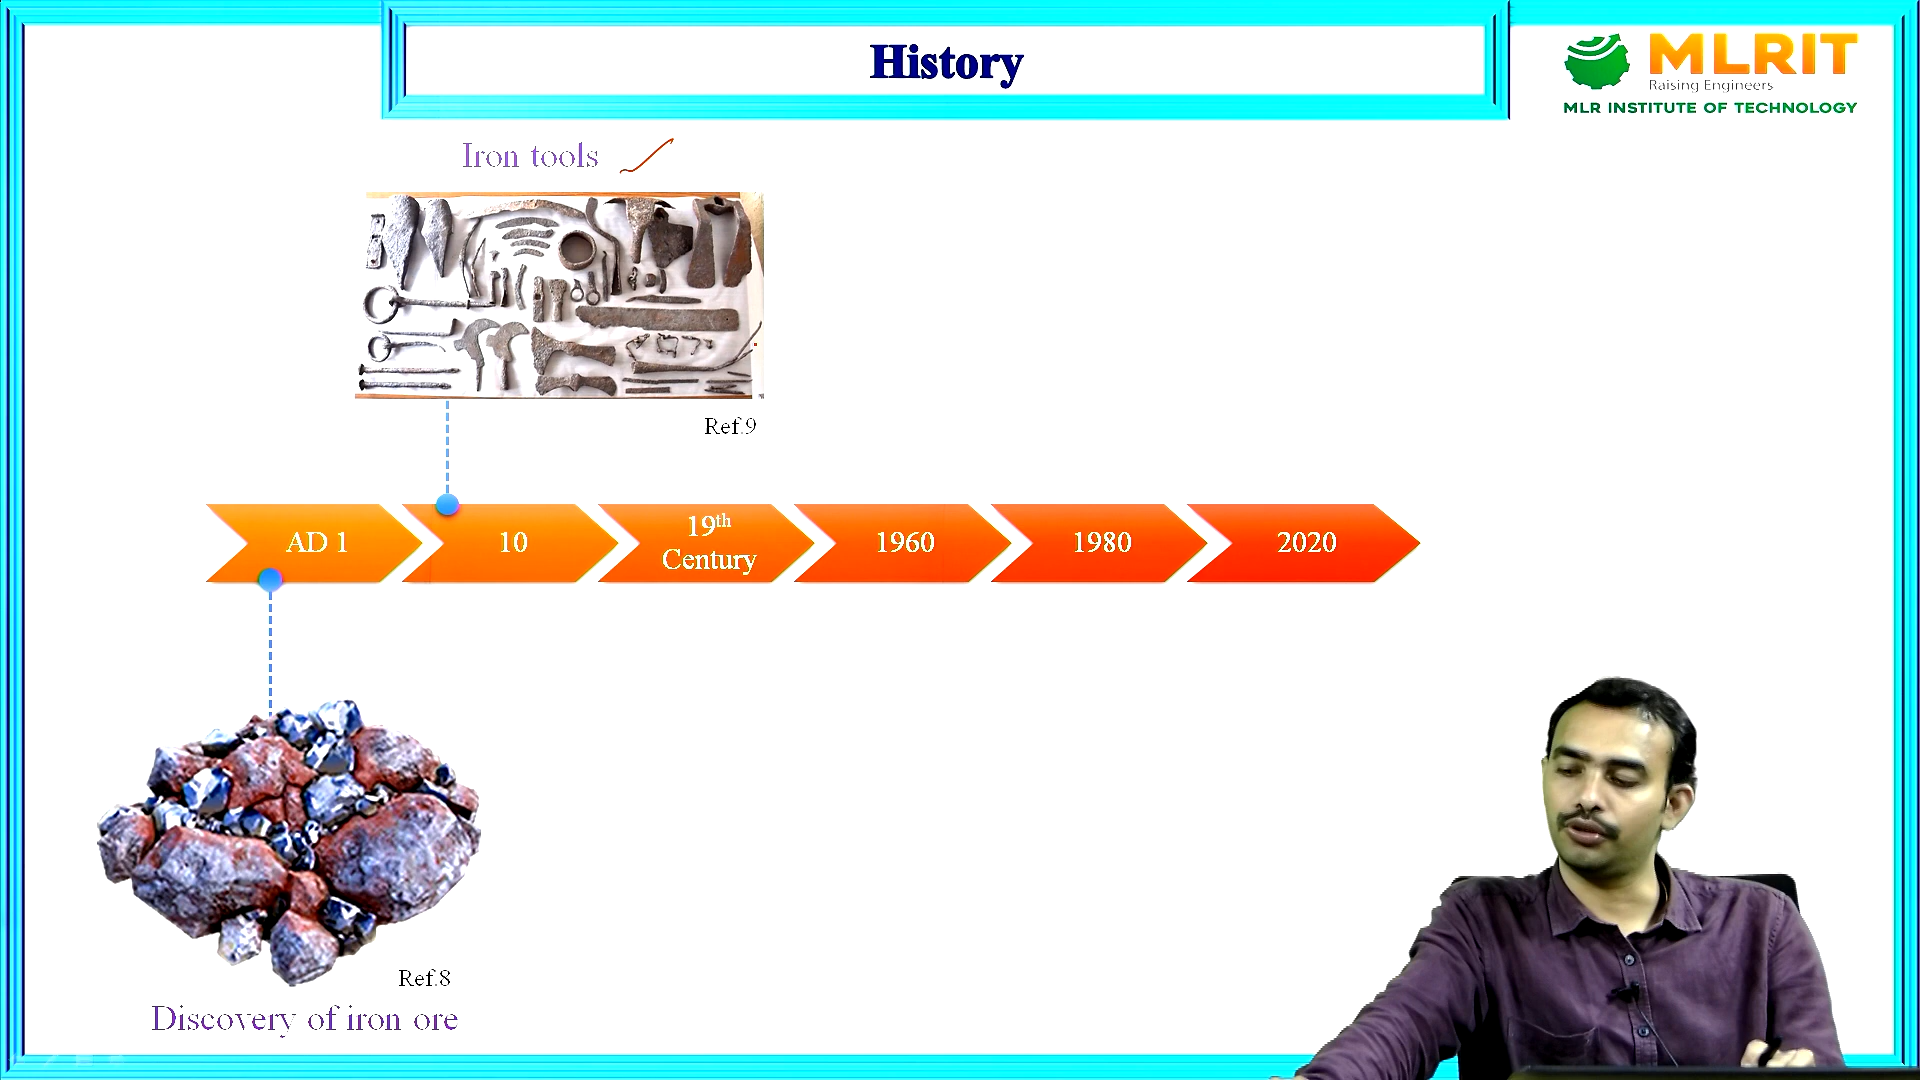 History
MLRIT
Raising Engineers
MLR INSTITUTE OF TECHNOLOGY
Iron tools
Ref.9
AD 1
10
19th
Century
1960
1980
2020
Ref.8
Discovery of iron ore